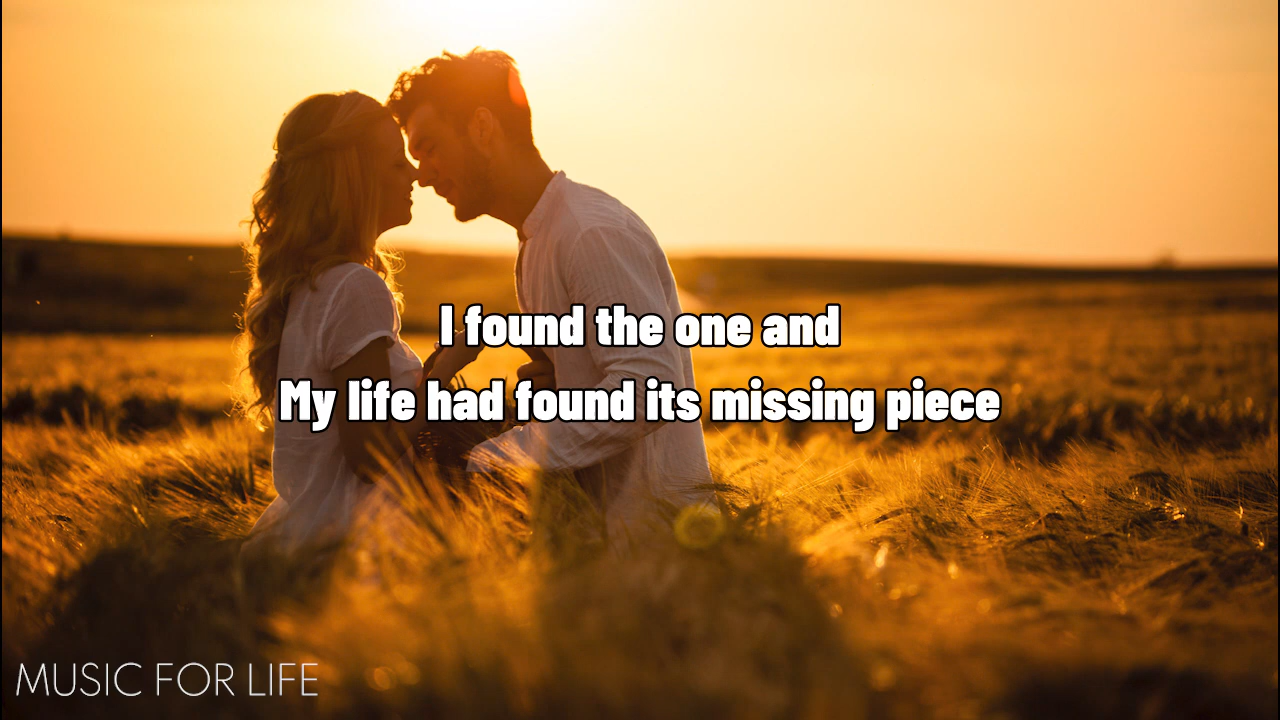 I found the one and
My life had found its missing piece
MUSIC FOR LIFE